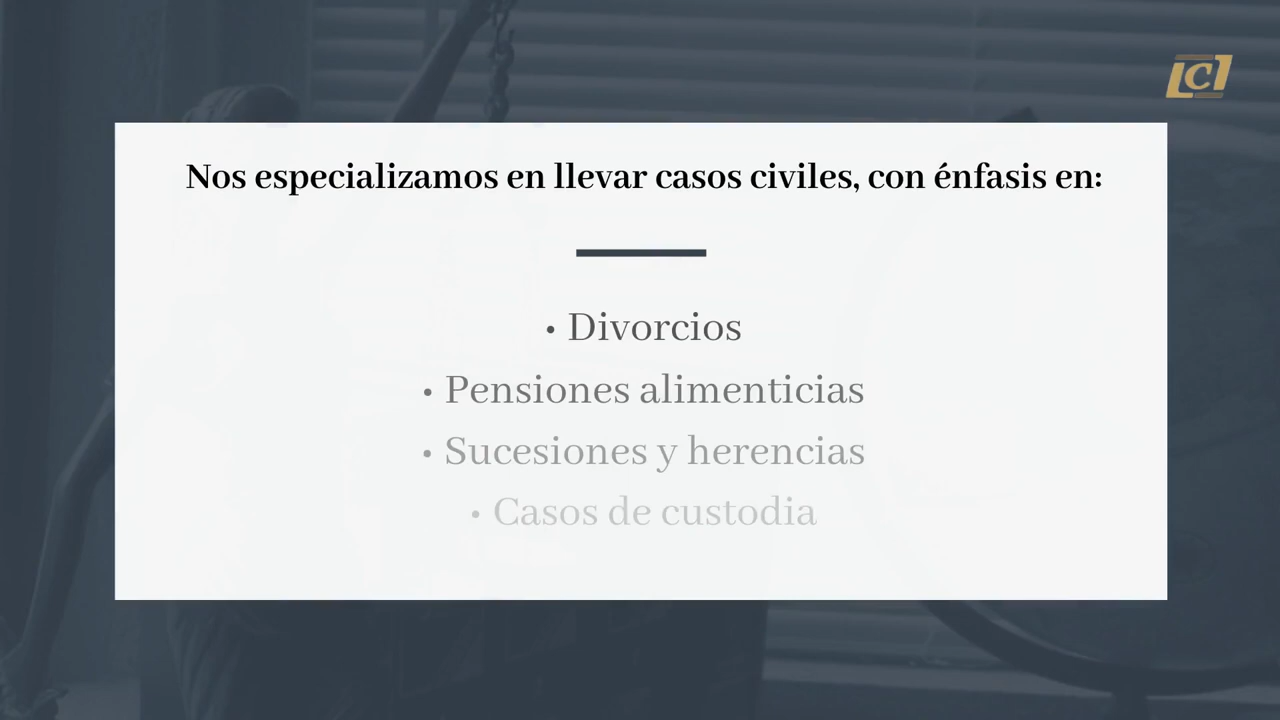 Nos especializamos en llevar casos civiles, con énfasis en:
• Divorcios
• Pensiones alimenticias
• Sucesiones y herencias
• Casos de custodia